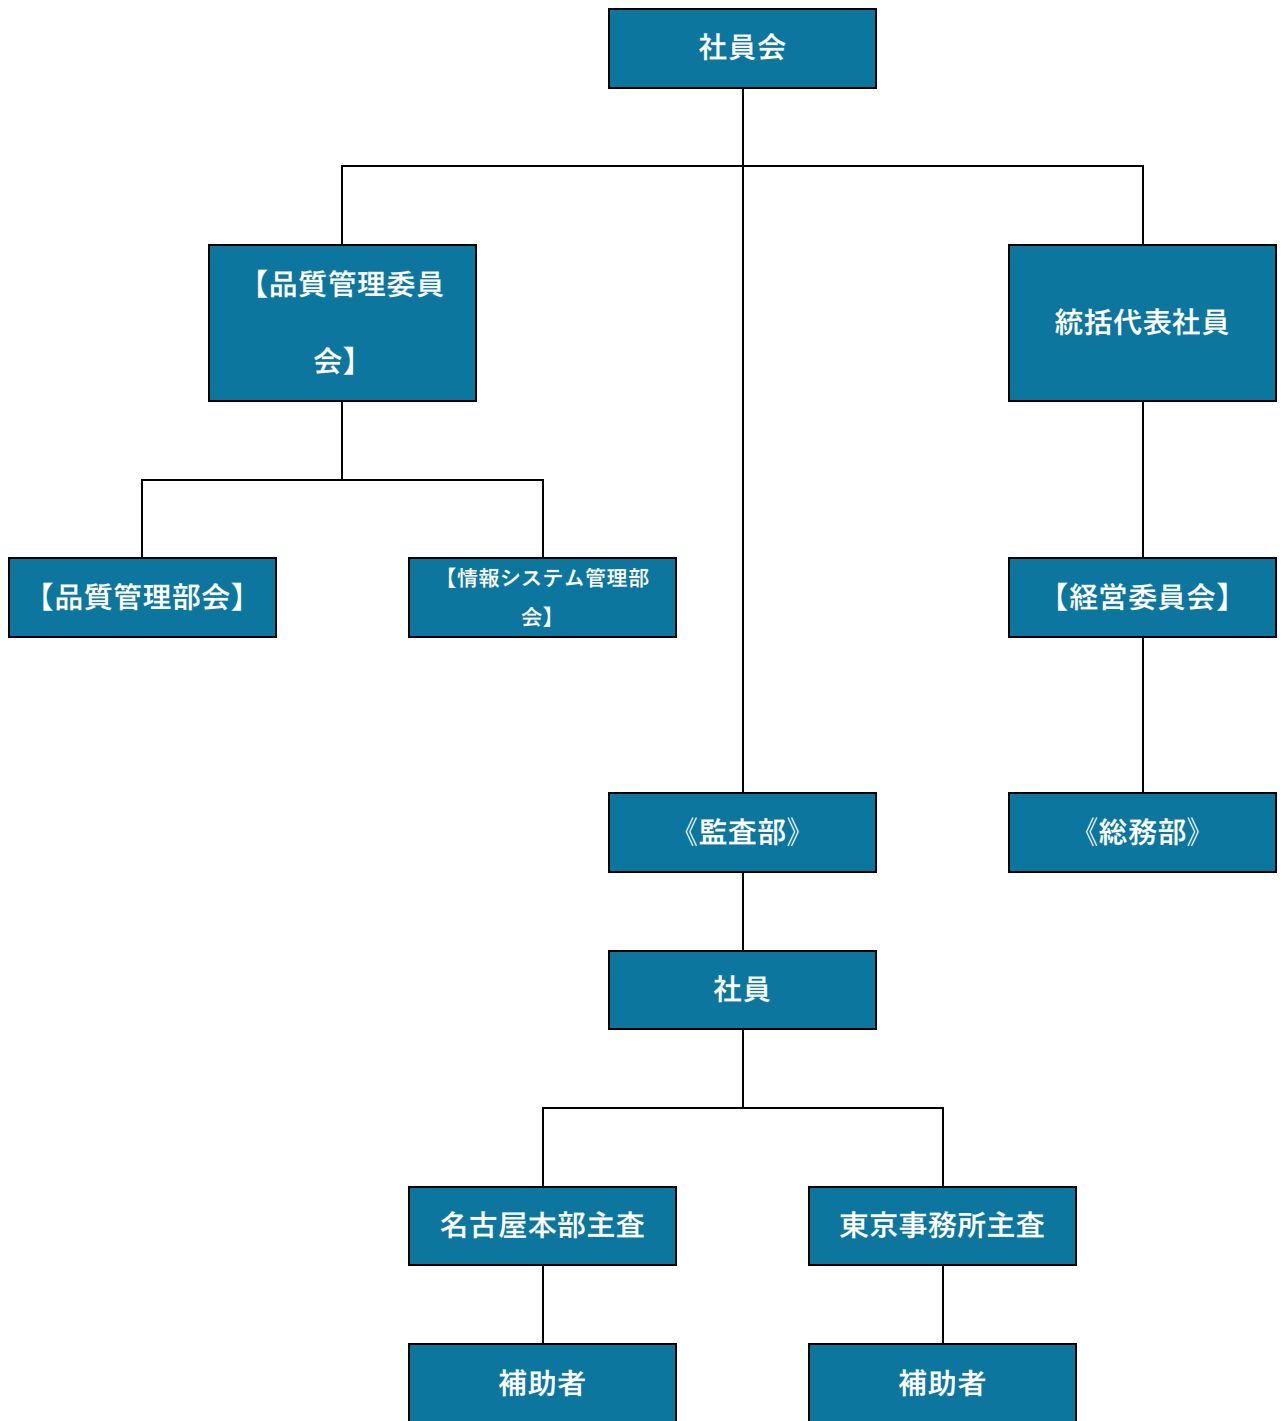 社員会
【品質管理委員
会】
統括代表社員
【品質管理部会】
【情報システム管理部
会】
【経営委員会】
《監査部》
《総務部》
社員
名古屋本部主査
東京事務所主査
補助者
補助者